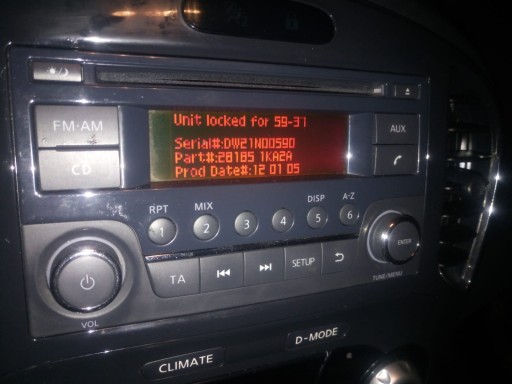 Unit locked for 59-31
Serial#:DW21N00590
Part#:28185 1KA2A
Prod Date#:12 01 05
FM·AM
CD
AUX
RPT
MIX
DISP
A-Z
1
2
3
4
5
6
ENTER
TA
SETUP
VOL
TUNE/MENU
CLIMATE
D-MODE